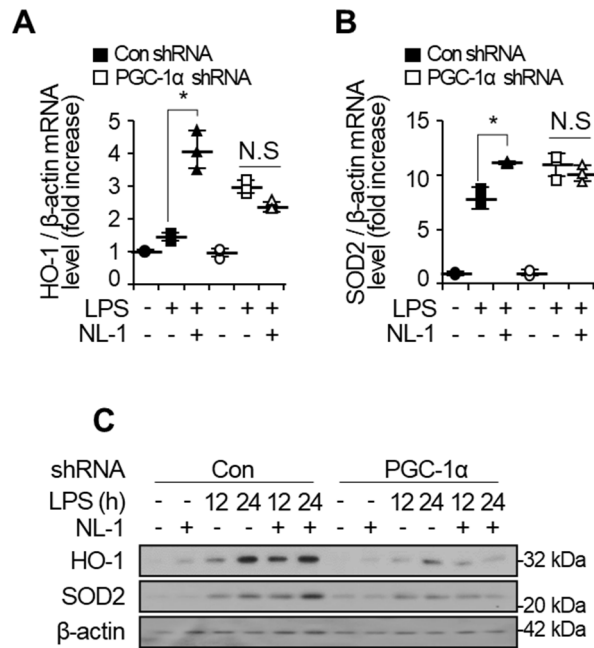 A
■ Con shRNA
□ PGC-1α shRNA
HO-1 / β-actin mRNA
level (fold increase)
5
4
3
2
1
0
*
N.S
LPS - + + - + +
NL-1 - - + - - +
B
■ Con shRNA
□ PGC-1α shRNA
SOD2 / β-actin mRNA
level (fold increase)
15
10
5
0
*
N.S
LPS - + + - + +
NL-1 - - + - - +
C
shRNA Con PGC-1α
LPS (h) - - 12 24 12 24 - - 12 24 12 24
NL-1 - + - - + + - + - - + +
HO-1 -32 kDa
SOD2 -20 kDa
β-actin -42 kDa